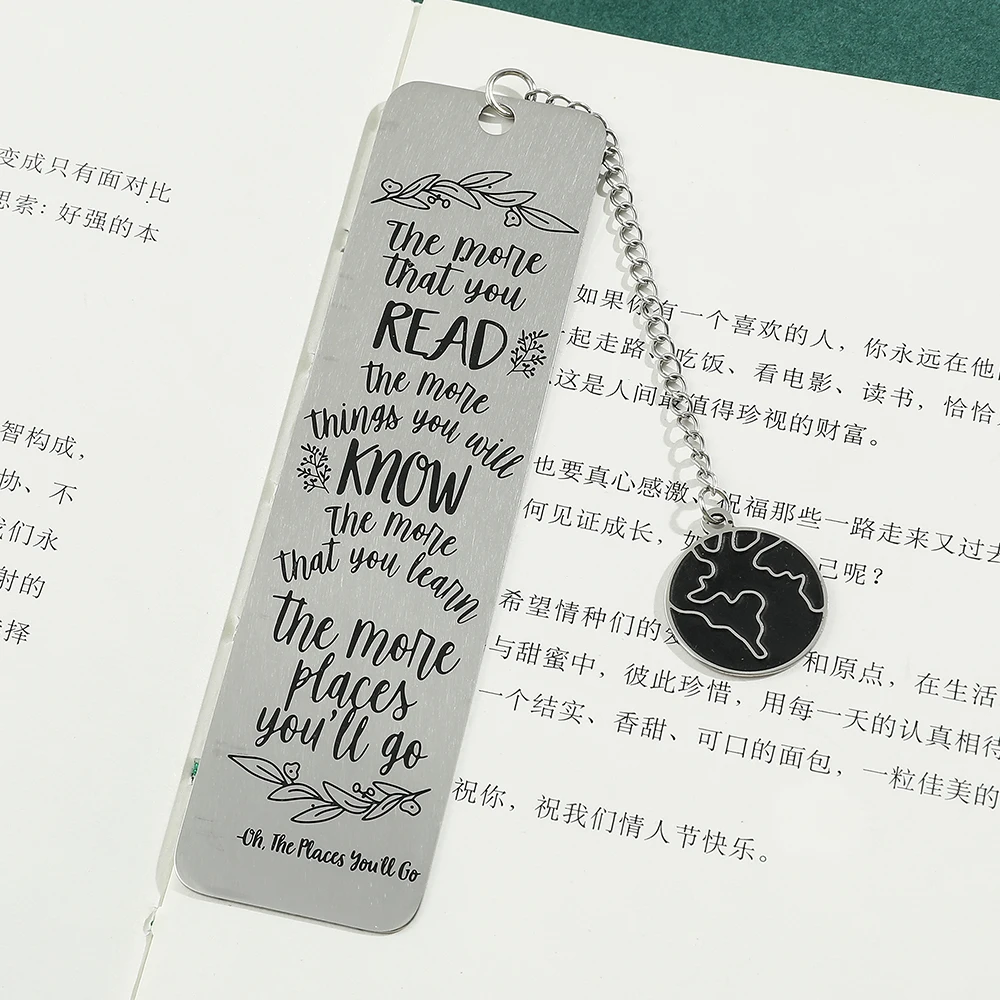 变成只有面对比
思索：好强的本
智构成，
协、不
我们永
射的
选择
The more
that you
READ
the more
things you will
KNOW
The more
that you learn
the more
places
you'll go
-Oh, The Places You'll Go
如果你有一个喜欢的人，你永远在他
起走路、吃饭、看电影、读书，恰恰
这是人间最值得珍视的财富。
也要真心感激、祝福那些一路走来又过去
何见证成长，如 己呢？
希望情种们的 和原点，在生活
与甜蜜中，彼此珍惜，用每一天的认真相待
一个结实、香甜、可口的面包，一粒佳美的
祝你，祝我们情人节快乐。